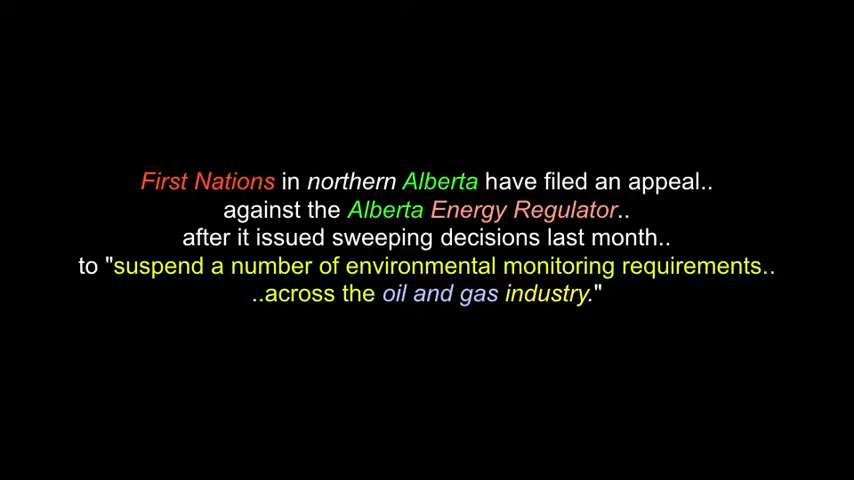 First Nations in northern Alberta have filed an appeal..
against the Alberta Energy Regulator..
after it issued sweeping decisions last month..
to "suspend a number of environmental monitoring requirements..
..across the oil and gas industry."